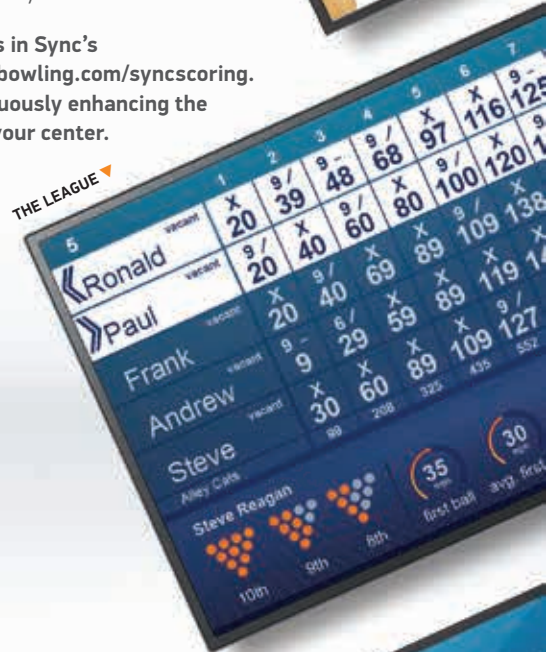 s in Sync's
bowling.com/syncscoring.
uously enhancing the
your center.
THE LEAGUE
5 1 2 3 4 5 6 7
Ronald vacant X 9 / 9 - 9 / X X 9 -
20 39 48 68 97 116 125
Paul vacant 9 / X 9 / X 9 / X 9
20 40 60 80 100 120
Frank vacant X 9 / X X 9 / X
20 40 69 89 109 138
Andrew vacant 9 - 6 / X X X
9 29 59 89 119
Steve vacant X X X X 9 /
30 60 89 109 127
Alley Cats 99 208 325 435 552
Steve Reagan
10th 9th 8th
35
first ball
30
avg. first